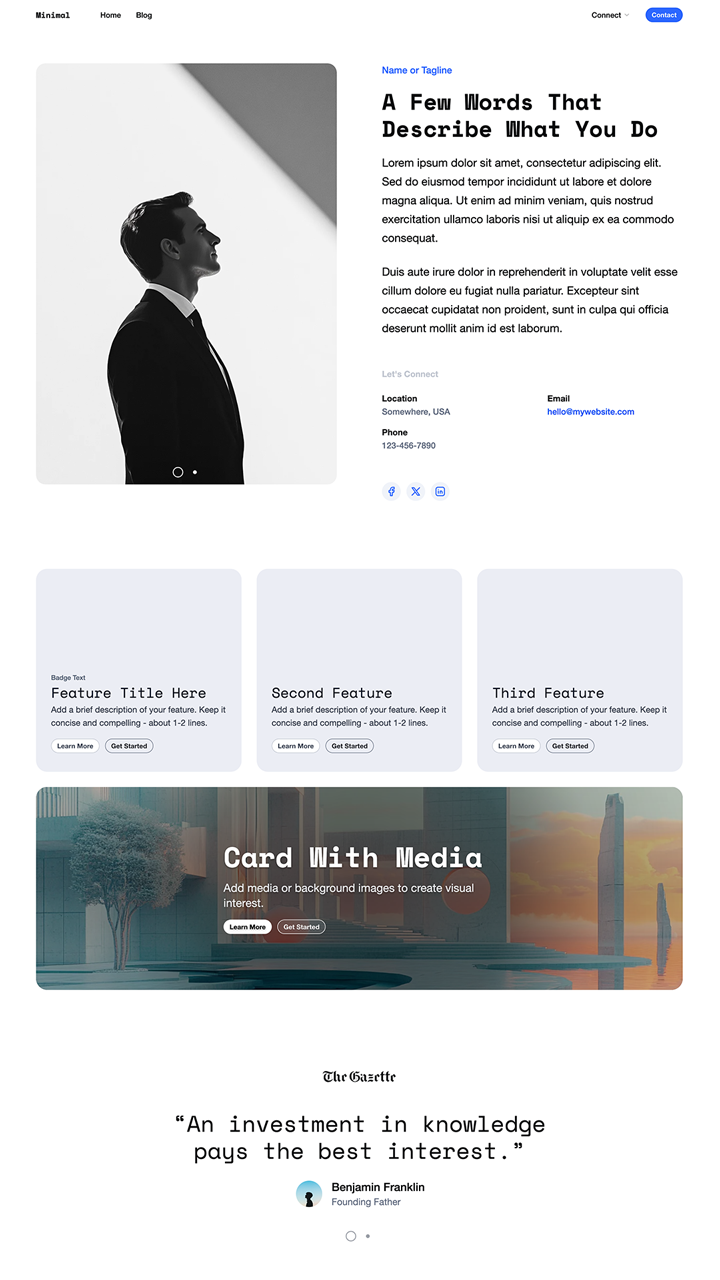 Minimal
Home
Blog
Connect
Contact
Name or Tagline
A Few Words That
Describe What You Do
Lorem ipsum dolor sit amet, consectetur adipiscing elit.
Sed do eiusmod tempor incididunt ut labore et dolore
magna aliqua. Ut enim ad minim veniam, quis nostrud
exercitation ullamco laboris nisi ut aliquip ex ea commodo
consequat.
Duis aute irure dolor in reprehenderit in voluptate velit esse
cillum dolore eu fugiat nulla pariatur. Excepteur sint
occaecat cupidatat non proident, sunt in culpa qui officia
deserunt mollit anim id est laborum.
Let's Connect
Location
Somewhere, USA
Email
hello@mywebsite.com
Phone
123-456-7890
Badge Text
Feature Title Here
Add a brief description of your feature. Keep it
concise and compelling - about 1-2 lines.
Learn More
Get Started
Second Feature
Add a brief description of your feature. Keep it
concise and compelling - about 1-2 lines.
Learn More
Get Started
Third Feature
Add a brief description of your feature. Keep it
concise and compelling - about 1-2 lines.
Learn More
Get Started
Card With Media
Add media or background images to create visual
interest.
Learn More
Get Started
The Gazette
“An investment in knowledge
pays the best interest.”
Benjamin Franklin
Founding Father